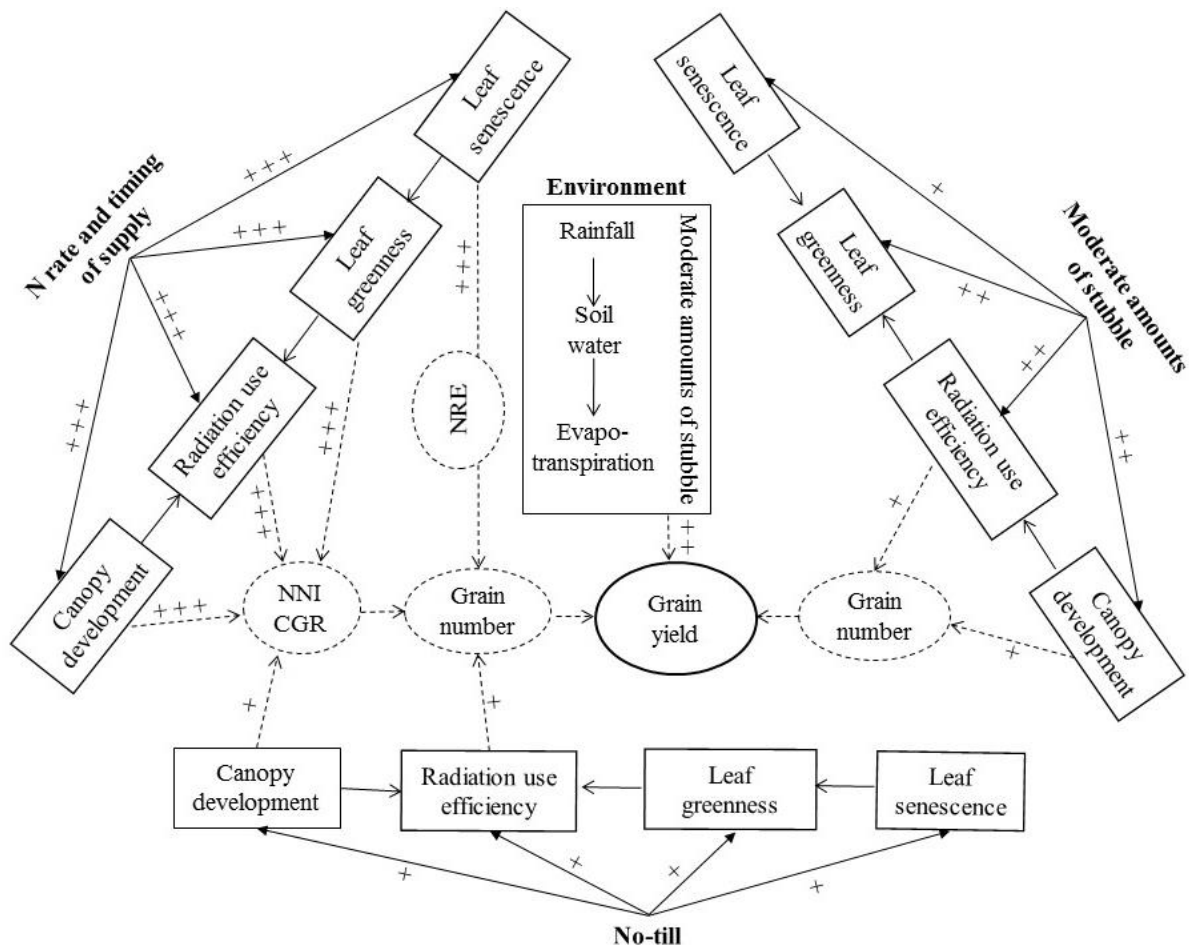 Leaf
senescence
+++
N rate and timing
of supply
+++
Leaf
greenness
+++
+++
Radiation use
efficiency
Canopy
development
+++
+++
+++
+++
NRE
NNI
CGR
Grain
number
Environment
Rainfall
Soil
water
Evapo-
transpiration
Moderate amounts of stubble
++
Grain
yield
Leaf
senescence
+
Moderate amounts
of stubble
Leaf
greenness
++
++
++
Radiation use
efficiency
+
Grain
number
+
Canopy
development
+
+
Canopy
development
Radiation use
efficiency
Leaf
greenness
Leaf
senescence
+
+
+
+
No-till